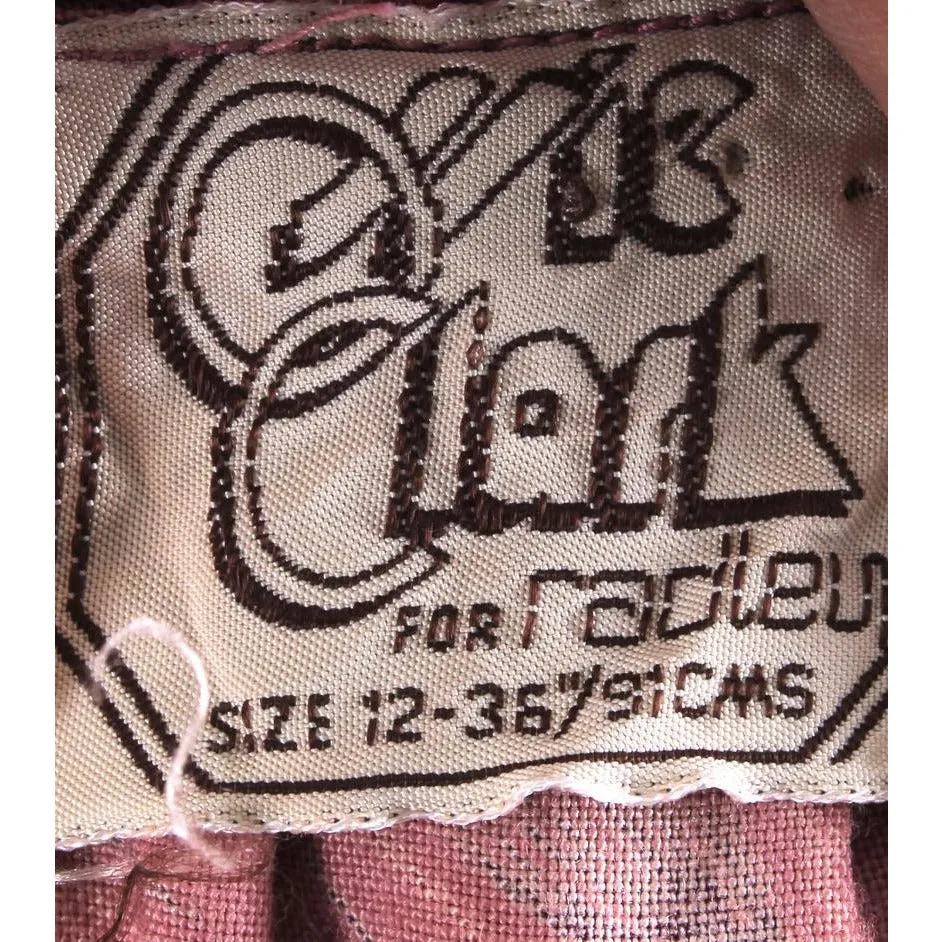 Ossie
Clark
FOR radley
SIZE 12-36"/91CMS